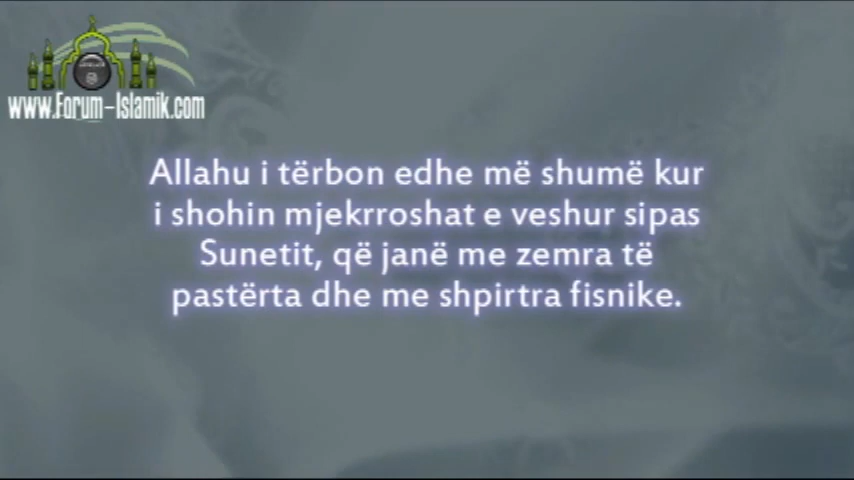 www.Forum-Islamik.com
Allahu i tërbon edhe më shumë kur
i shohin mjekrroshat e veshur sipas
Sunetit, që janë me zemra të
pastërta dhe me shpirtra fisnike.